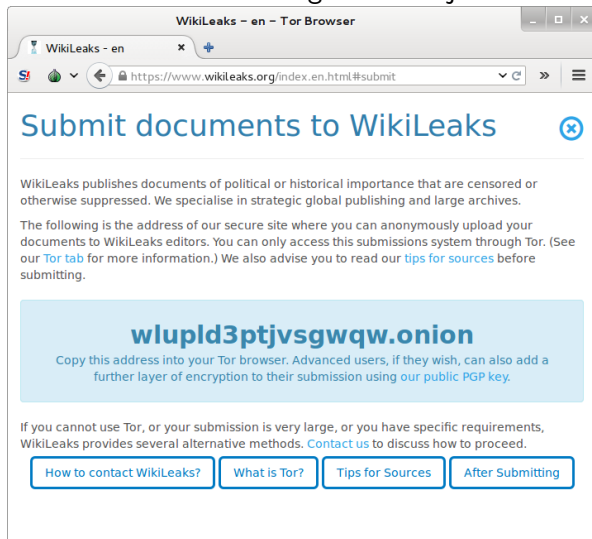 WikiLeaks - en - Tor Browser
WikiLeaks - en
https://www.wikileaks.org/index.en.html#submit
Submit documents to WikiLeaks
WikiLeaks publishes documents of political or historical importance that are censored or
otherwise suppressed. We specialise in strategic global publishing and large archives.
The following is the address of our secure site where you can anonymously upload your
documents to WikiLeaks editors. You can only access this submissions system through Tor. (See
our Tor tab for more information.) We also advise you to read our tips for sources before
submitting.
wlupld3ptjvsgwqw.onion
Copy this address into your Tor browser. Advanced users, if they wish, can also add a
further layer of encryption to their submission using our public PGP key.
If you cannot use Tor, or your submission is very large, or you have specific requirements,
WikiLeaks provides several alternative methods. Contact us to discuss how to proceed.
How to contact WikiLeaks? What is Tor? Tips for Sources After Submitting